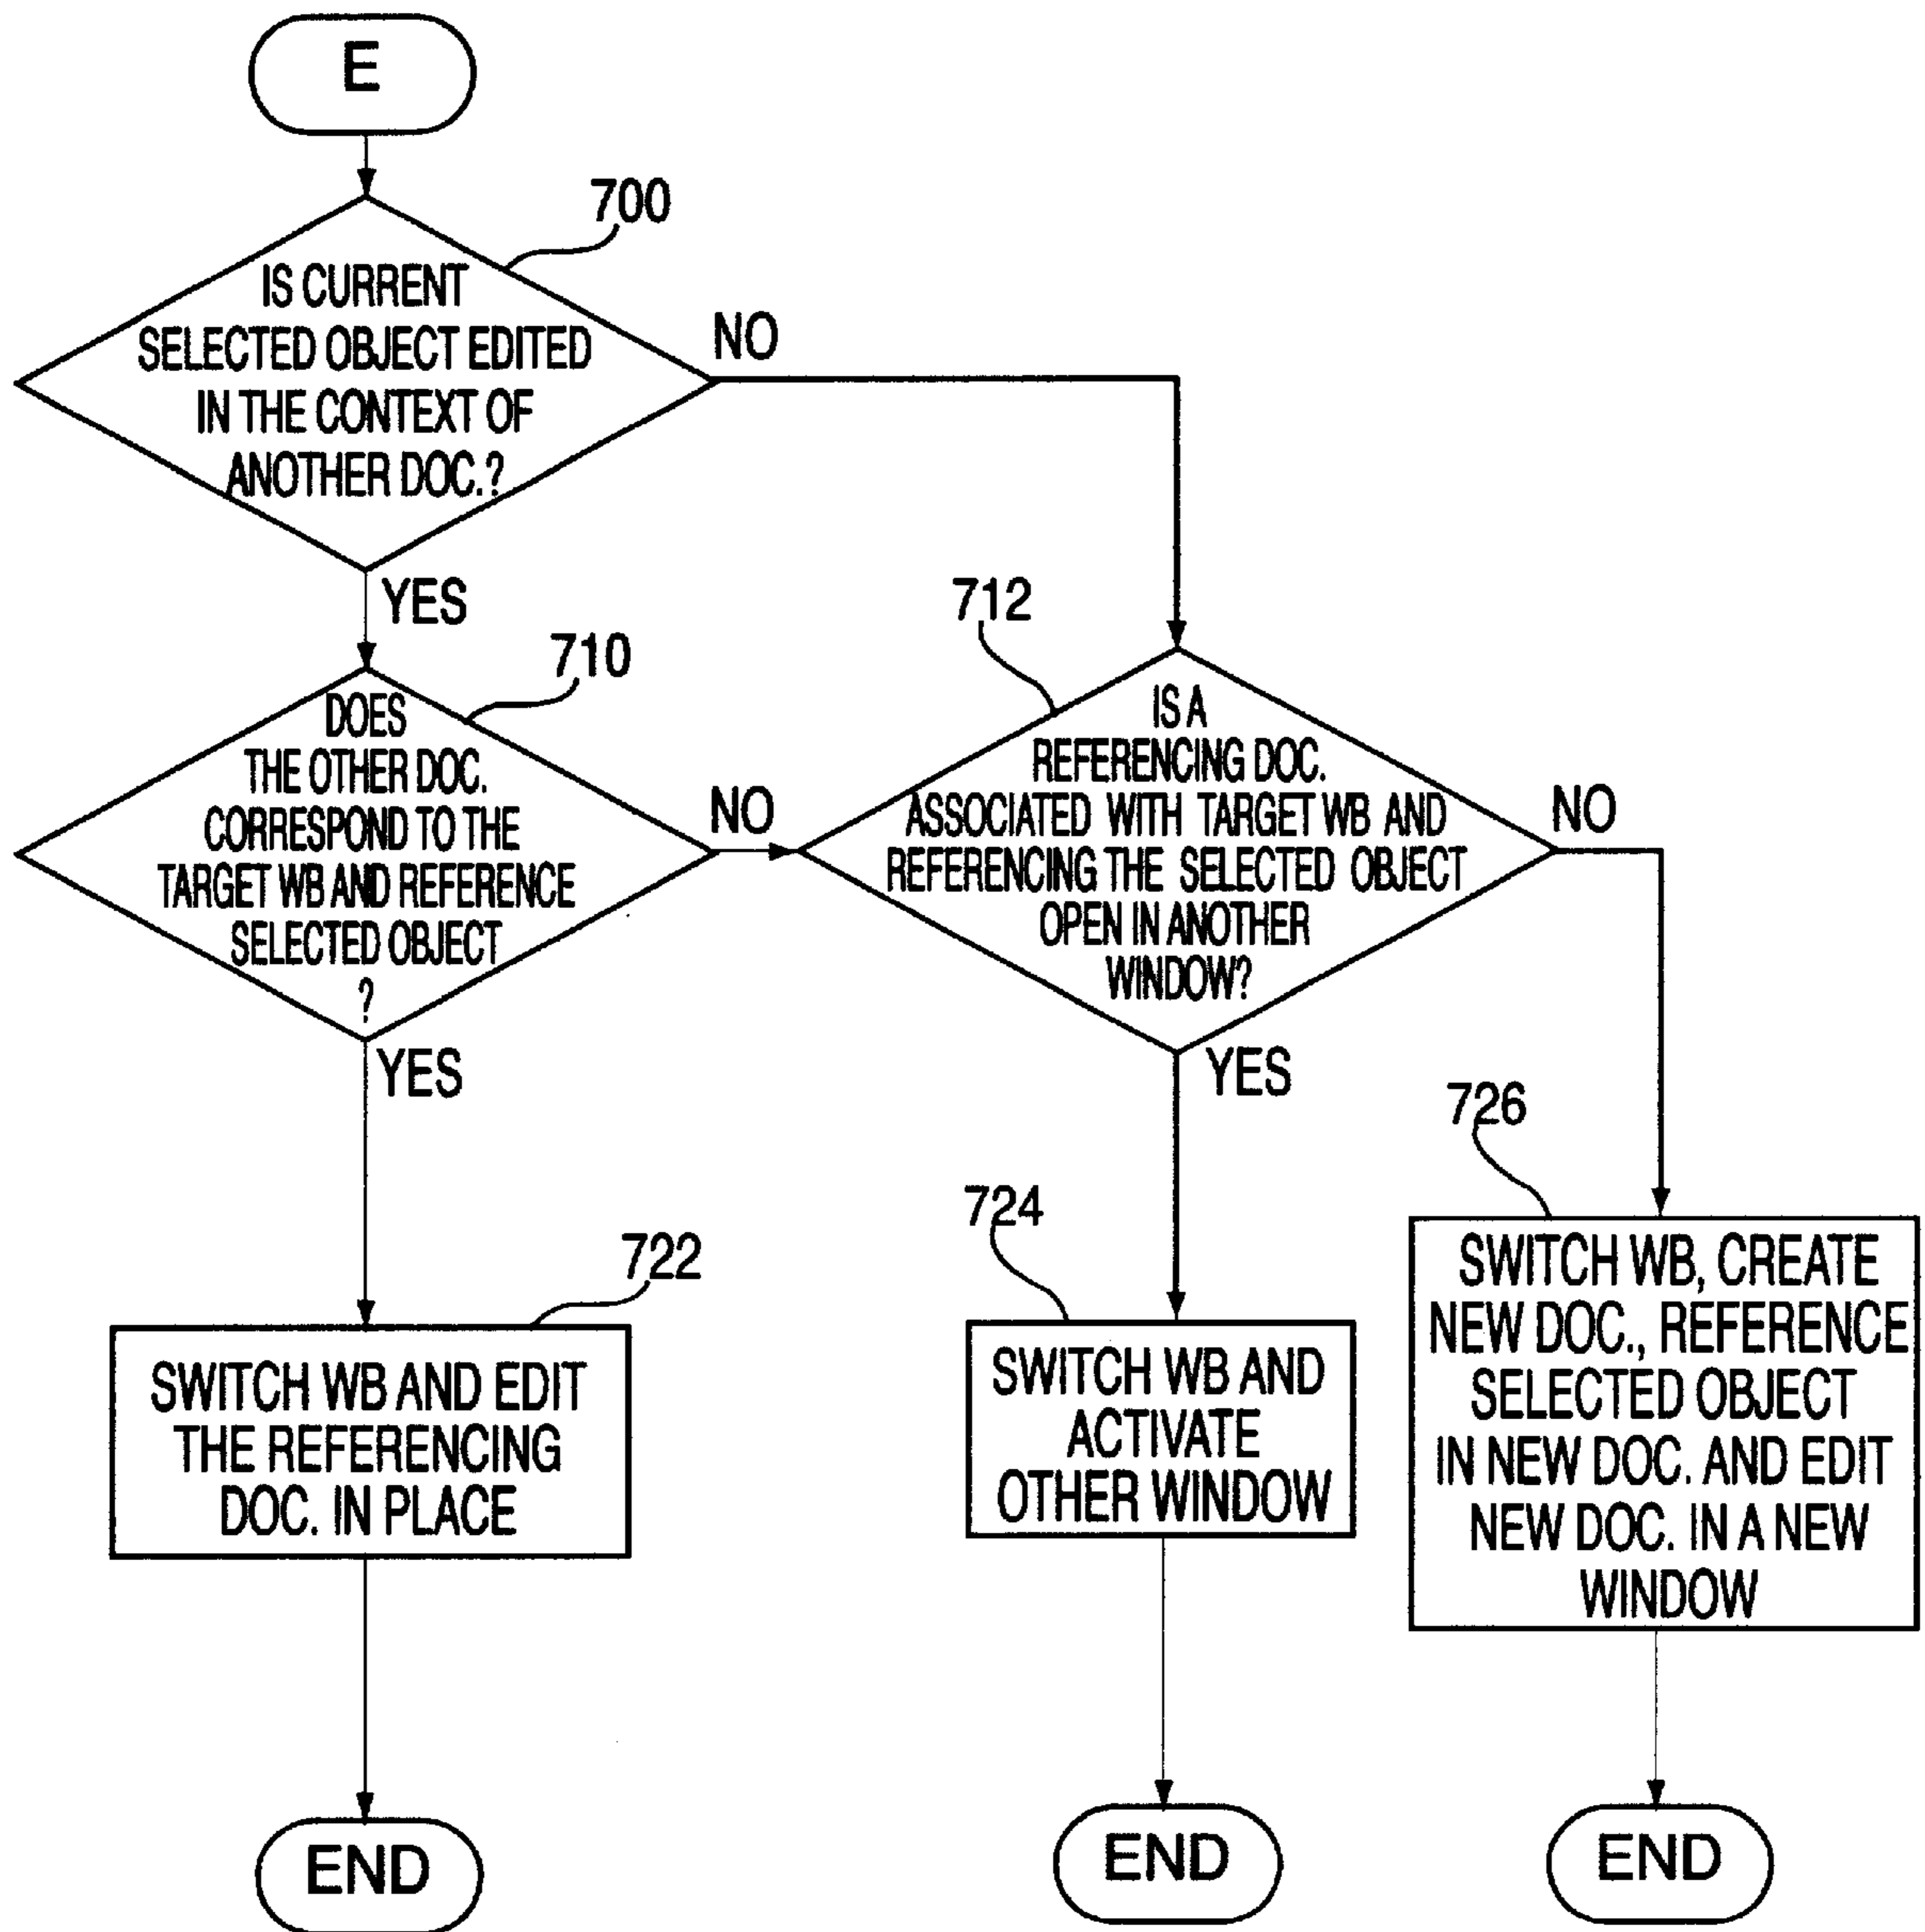 E
700
IS CURRENT
SELECTED OBJECT EDITED
IN THE CONTEXT OF
ANOTHER DOC.?
NO
YES
710
DOES
THE OTHER DOC.
CORRESPOND TO THE
TARGET WB AND REFERENCE
SELECTED OBJECT
?
NO
YES
712
IS A
REFERENCING DOC.
ASSOCIATED WITH TARGET WB AND
REFERENCING THE SELECTED OBJECT
OPEN IN ANOTHER
WINDOW?
NO
YES
722
SWITCH WB AND EDIT
THE REFERENCING
DOC. IN PLACE
724
SWITCH WB AND
ACTIVATE
OTHER WINDOW
726
SWITCH WB, CREATE
NEW DOC., REFERENCE
SELECTED OBJECT
IN NEW DOC. AND EDIT
NEW DOC. IN A NEW
WINDOW
END
END
END